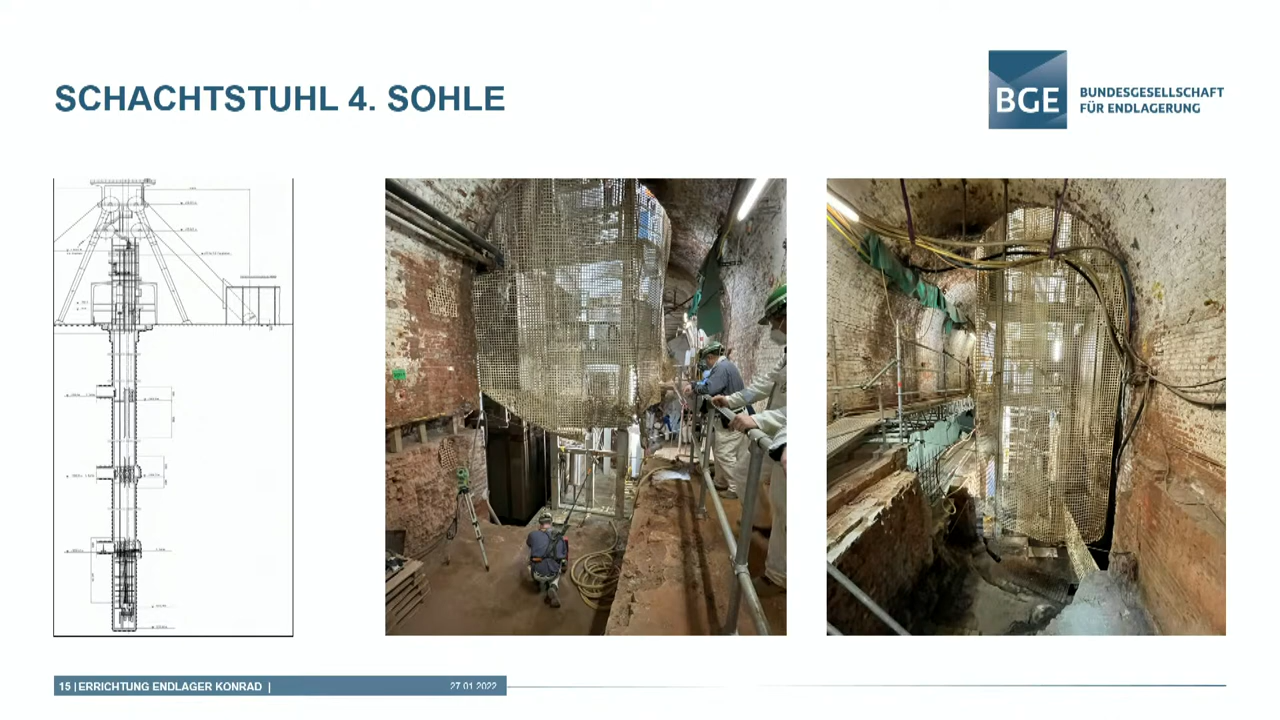 SCHACHTSTUHL 4. SOHLE
BGE
BUNDESGESELLSCHAFT
FÜR ENDLAGERUNG
15 | ERRICHTUNG ENDLAGER KONRAD |
27.01.2022